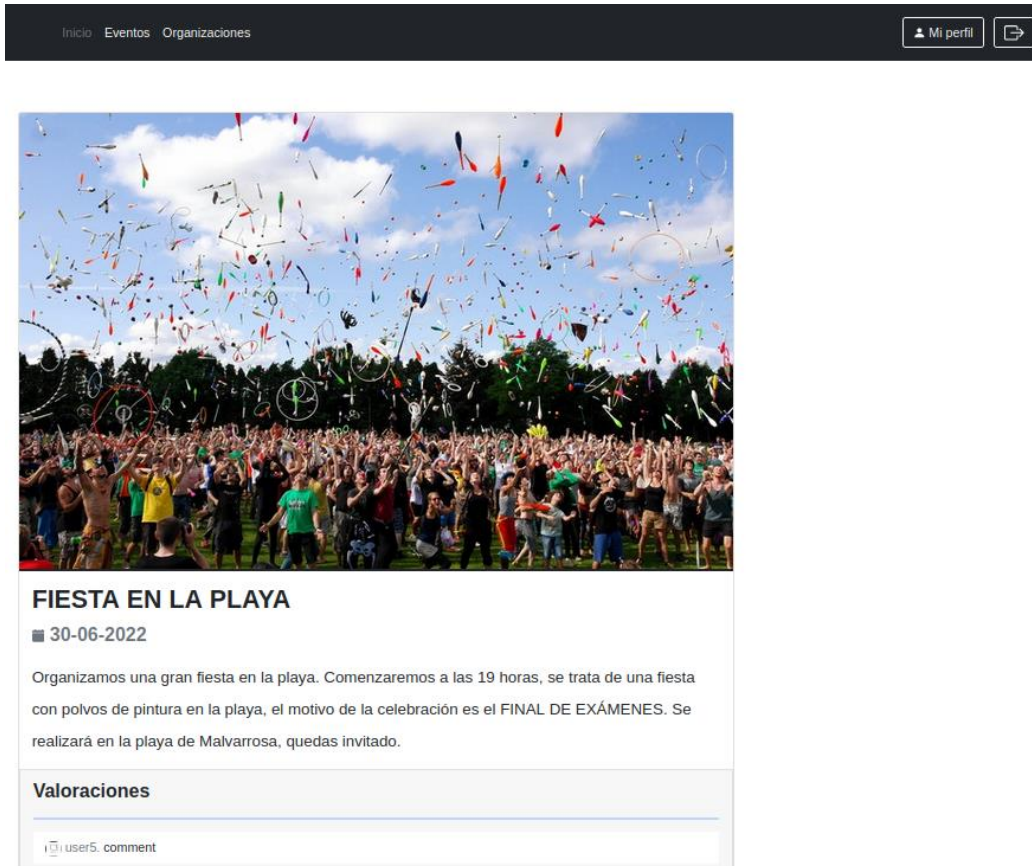 Inicio Eventos Organizaciones Mi perfil
FIESTA EN LA PLAYA
30-06-2022
Organizamos una gran fiesta en la playa. Comenzaremos a las 19 horas, se trata de una fiesta
con polvos de pintura en la playa, el motivo de la celebración es el FINAL DE EXÁMENES. Se
realizará en la playa de Malvarrosa, quedas invitado.
Valoraciones
user5. comment